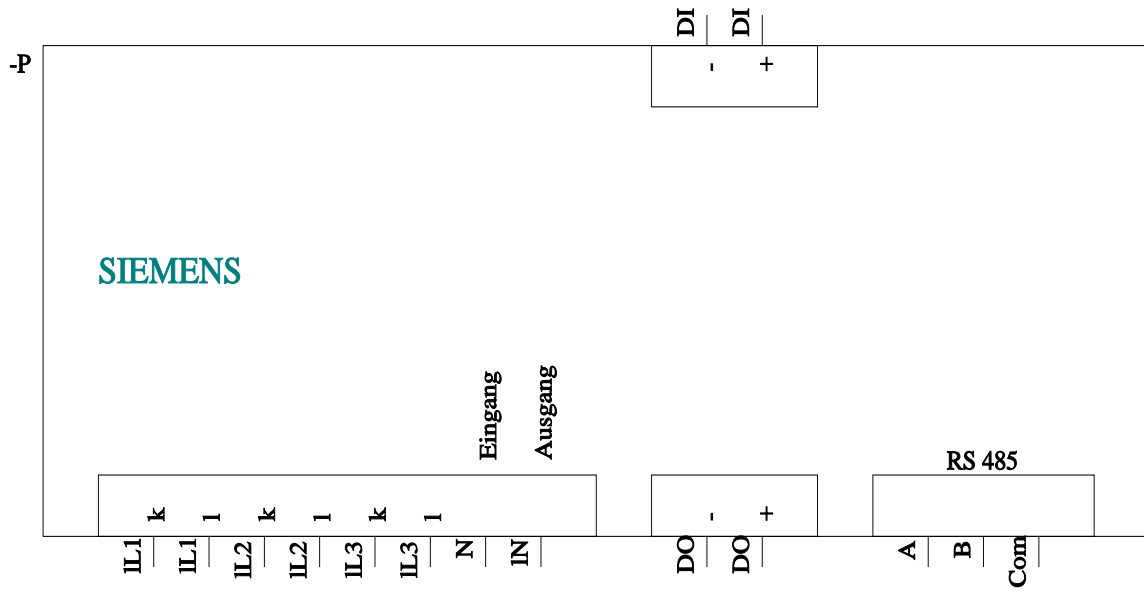 DI DI
-P - +
SIEMENS
Eingang Ausgang
RS 485
k l k l k l - +
IL1 IL1 IL2 IL2 IL3 IL3 N IN DO DO A B Com